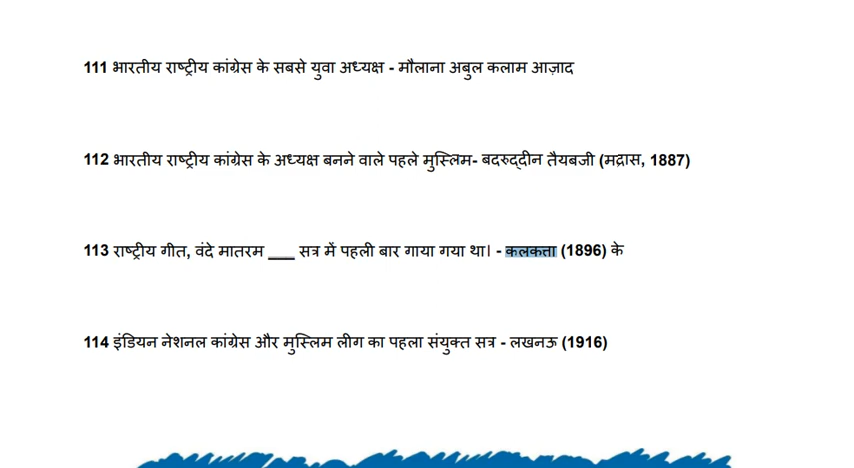 111 भारतीय राष्ट्रीय कांग्रेस के सबसे युवा अध्यक्ष - मौलाना अबुल कलाम आज़ाद
112 भारतीय राष्ट्रीय कांग्रेस के अध्यक्ष बनने वाले पहले मुस्लिम- बदरुद्दीन तैयबजी (मद्रास, 1887)
113 राष्ट्रीय गीत, वंदे मातरम ___ सत्र में पहली बार गाया गया था। - कलकत्ता (1896) के
114 इंडियन नेशनल कांग्रेस और मुस्लिम लीग का पहला संयुक्त सत्र - लखनऊ (1916)